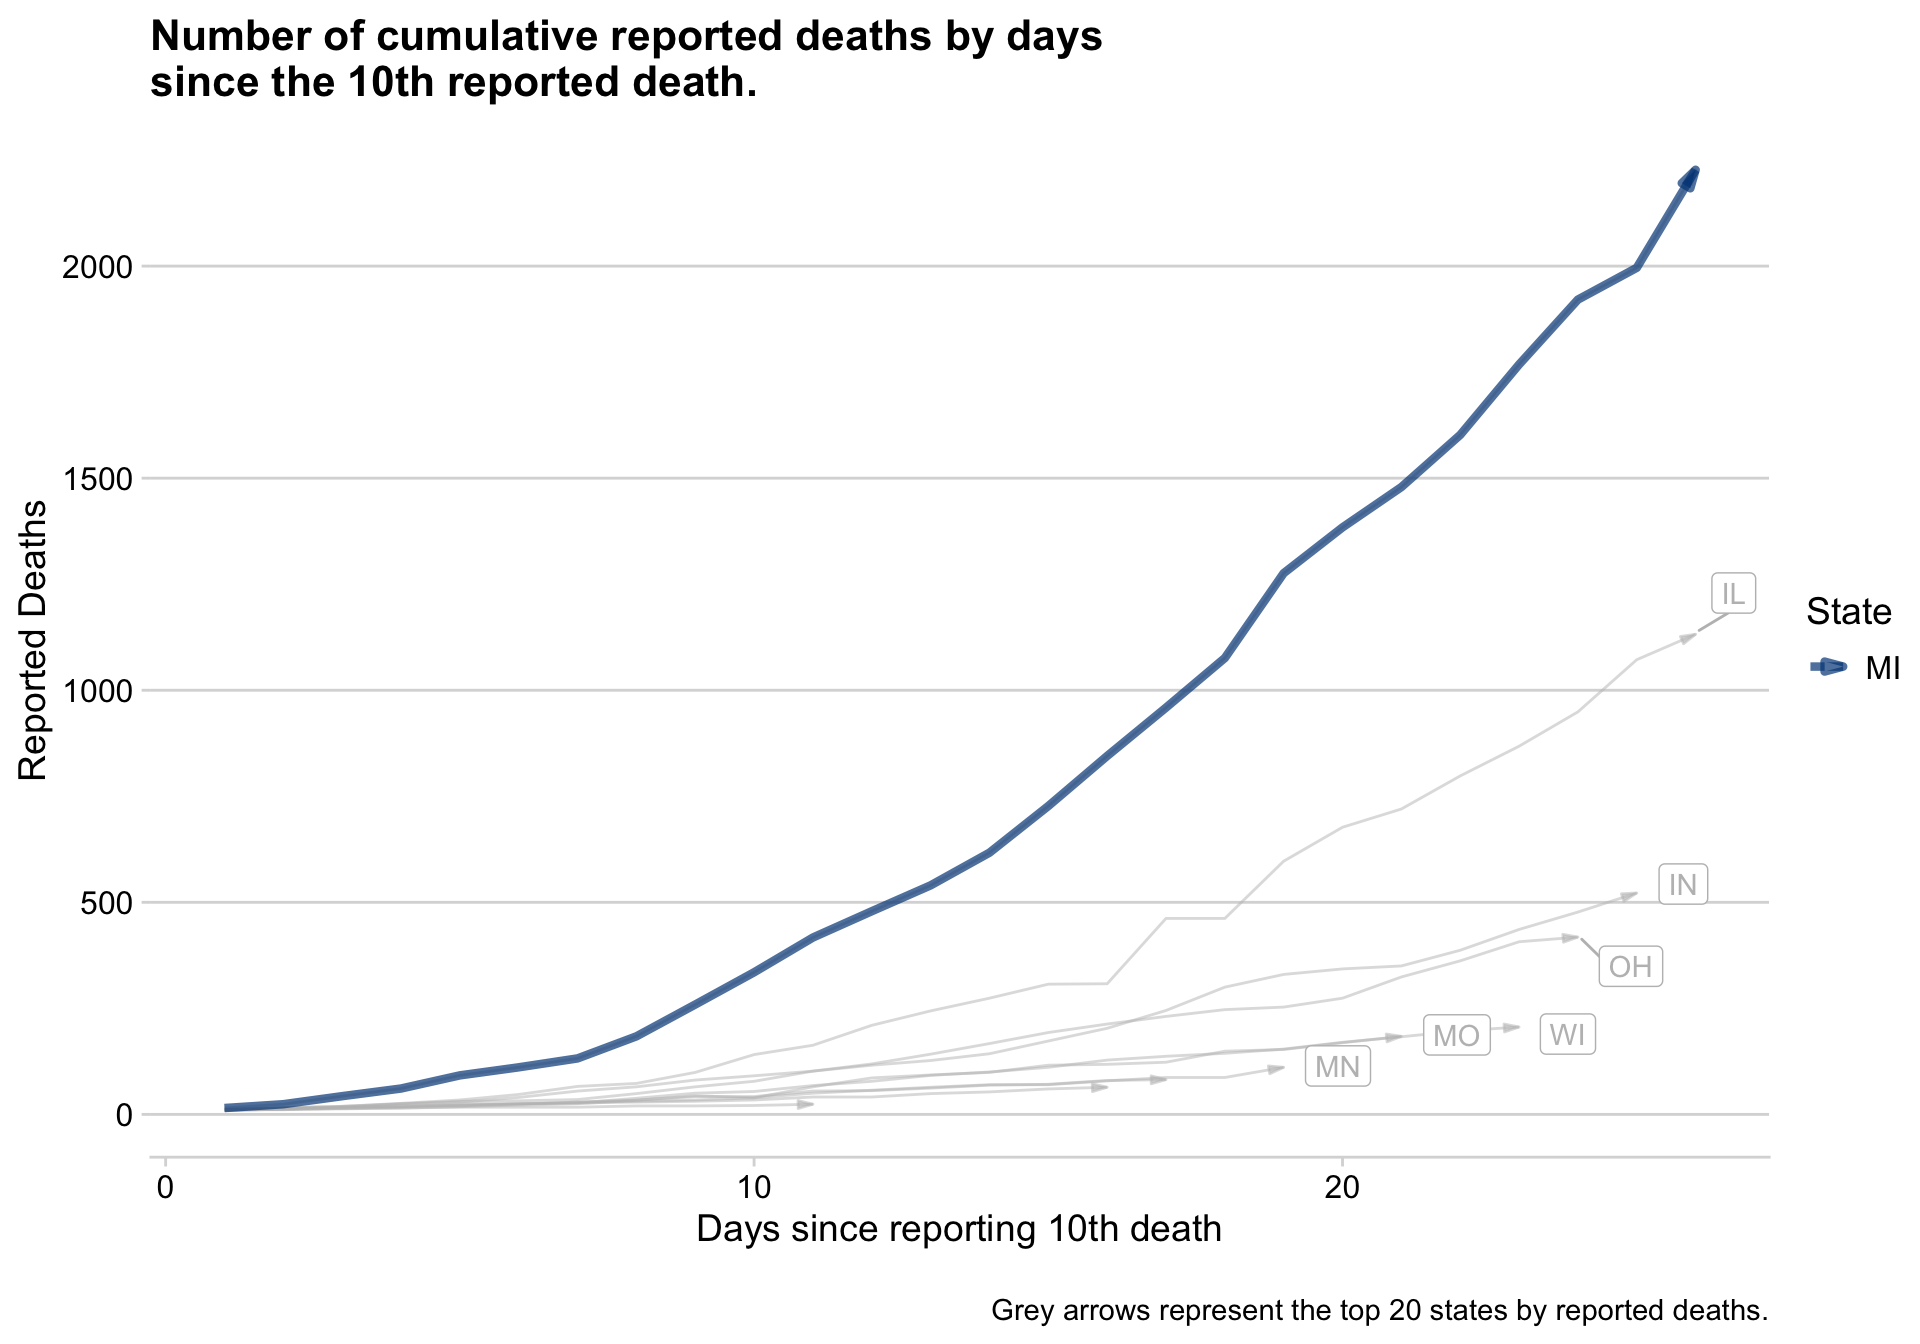 Number of cumulative reported deaths by days
since the 10th reported death.
Reported Deaths
2000
1500
1000
500
0
IL
IN
OH
MO
WI
MN
State
MI
0
10
20
Days since reporting 10th death
Grey arrows represent the top 20 states by reported deaths.